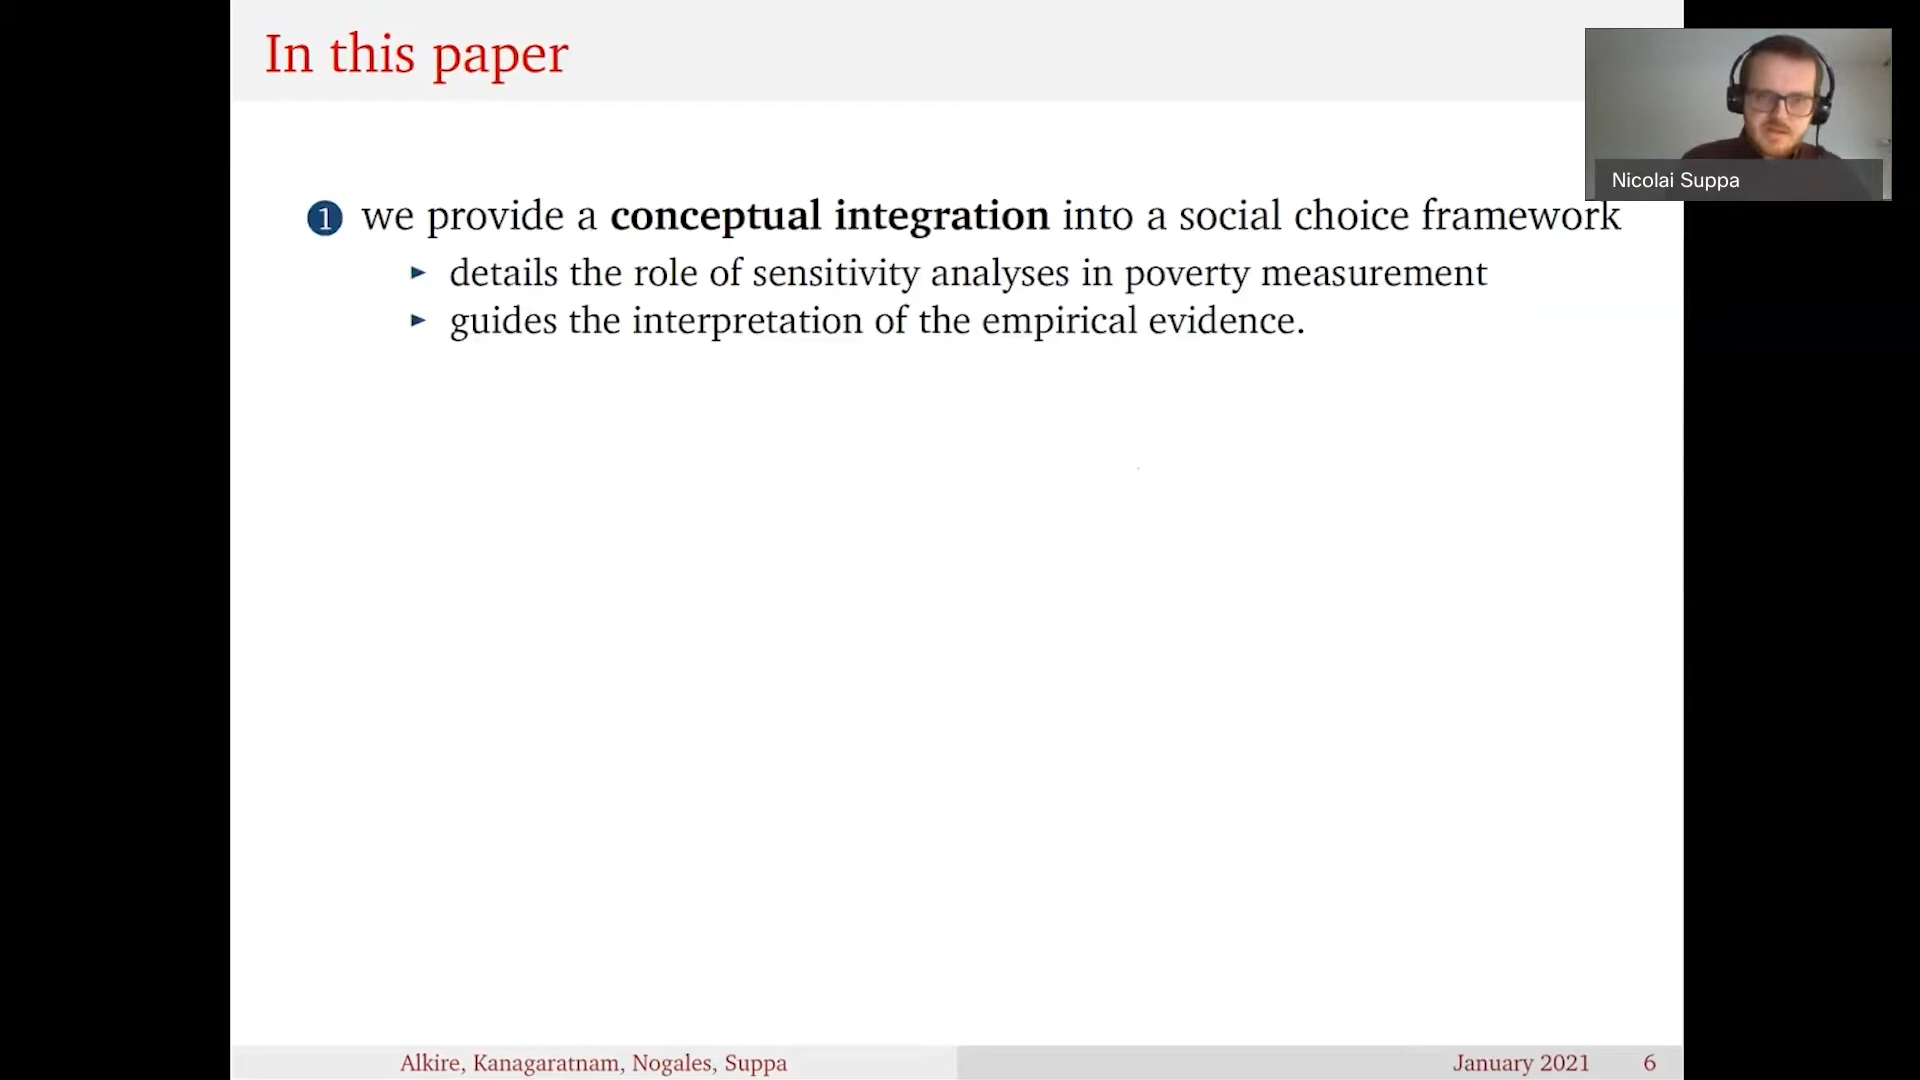 In this paper
Nicolai Suppa
1 we provide a conceptual integration into a social choice framework
► details the role of sensitivity analyses in poverty measurement
► guides the interpretation of the empirical evidence.
Alkire, Kanagaratnam, Nogales, Suppa January 2021 6